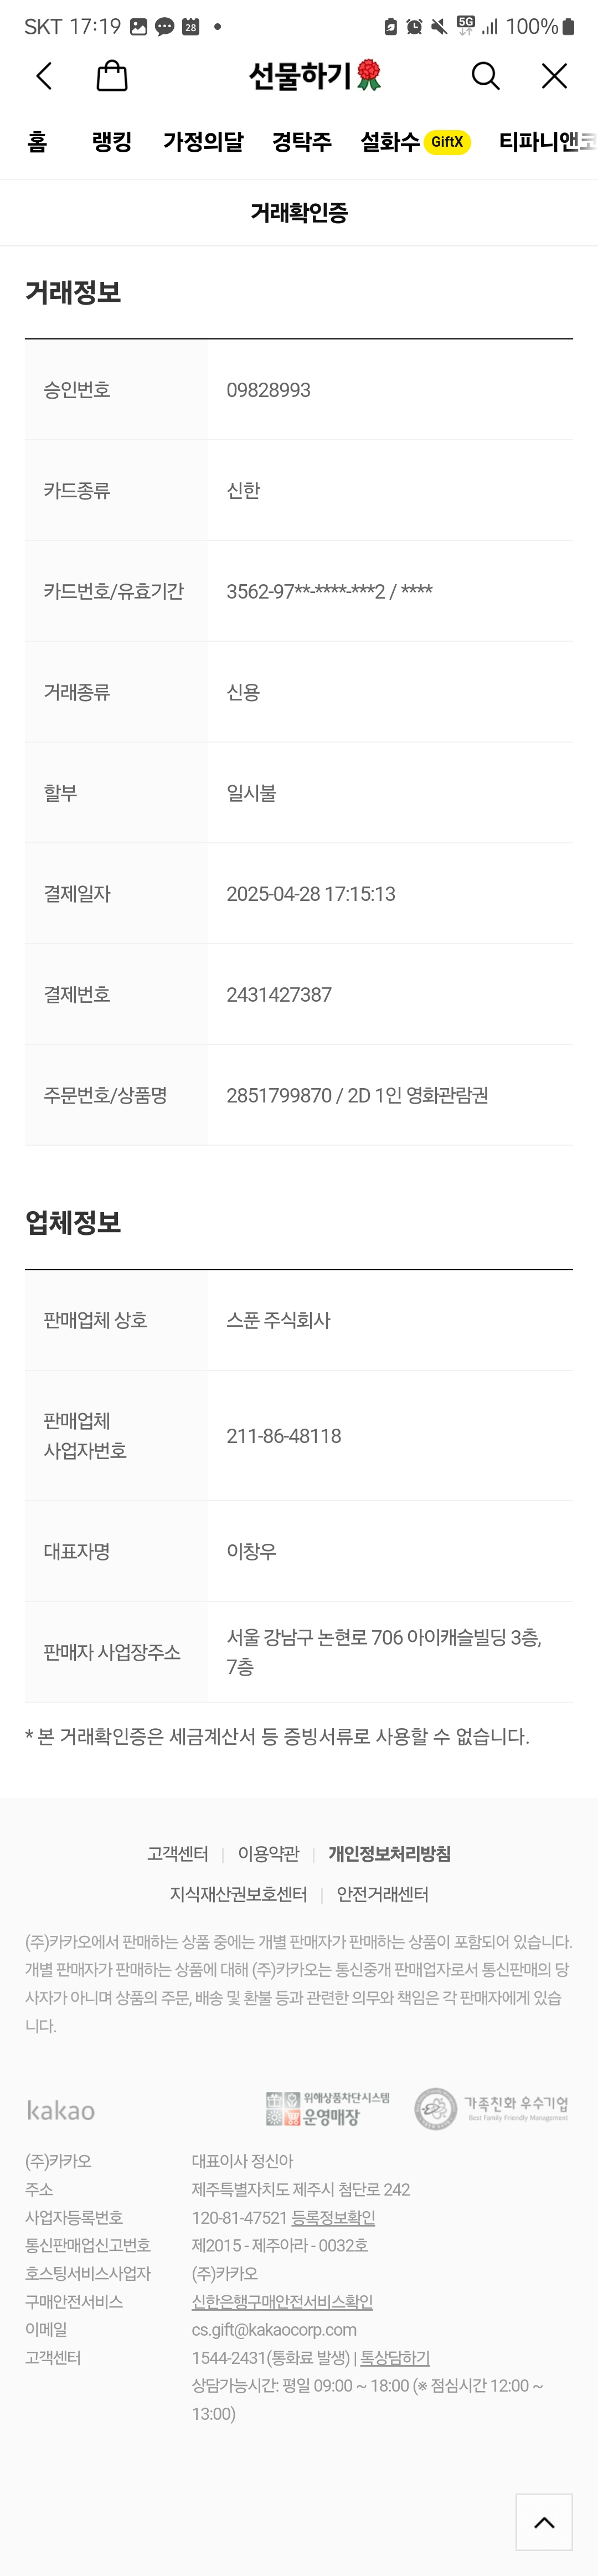 SKT 17:19 28 5G 100%
선물하기
홈 랭킹 가정의달 경탁주 설화수 GiftX 티파니앤코
거래확인증
거래정보
승인번호 09828993
카드종류 신한
카드번호/유효기간 3562-97**-****-***2 / ****
거래종류 신용
할부 일시불
결제일자 2025-04-28 17:15:13
결제번호 2431427387
주문번호/상품명 2851799870 / 2D 1인 영화관람권
업체정보
판매업체 상호 스푼 주식회사
판매업체
사업자번호 211-86-48118
대표자명 이창우
판매자 사업장주소 서울 강남구 논현로 706 아이캐슬빌딩 3층,
7층
* 본 거래확인증은 세금계산서 등 증빙서류로 사용할 수 없습니다.
고객센터 | 이용약관 | 개인정보처리방침
지식재산권보호센터 | 안전거래센터
(주)카카오에서 판매하는 상품 중에는 개별 판매자가 판매하는 상품이 포함되어 있습니다.
개별 판매자가 판매하는 상품에 대해 (주)카카오는 통신중개 판매업자로서 통신판매의 당
사자가 아니며 상품의 주문, 배송 및 환불 등과 관련한 의무와 책임은 각 판매자에게 있습
니다.
kakao 위해상품차단시스템 운영매장 가족친화 우수기업
Best Family Friendly Management
(주)카카오 대표이사 정신아
주소 제주특별자치도 제주시 첨단로 242
사업자등록번호 120-81-47521 등록정보확인
통신판매업신고번호 제2015 - 제주아라 - 0032호
호스팅서비스사업자 (주)카카오
구매안전서비스 신한은행구매안전서비스확인
이메일 cs.gift@kakaocorp.com
고객센터 1544-2431(통화료 발생) | 톡상담하기
상담가능시간: 평일 09:00 ~ 18:00 (※ 점심시간 12:00 ~
13:00)